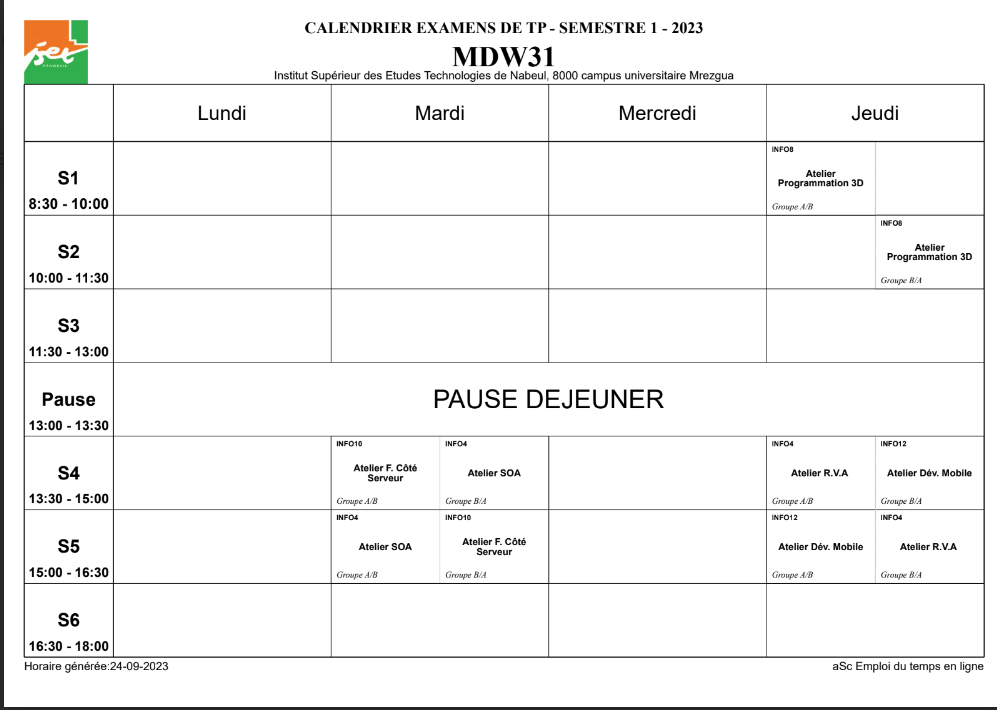 CALENDRIER EXAMENS DE TP - SEMESTRE 1 - 2023
MDW31
Institut Supérieur des Etudes Technologies de Nabeul, 8000 campus universitaire Mrezgua
iset
NABEUL
Lundi Mardi Mercredi Jeudi
S1
8:30 - 10:00
INFO8
Atelier
Programmation 3D
Groupe A/B
S2
10:00 - 11:30
INFO8
Atelier
Programmation 3D
Groupe B/A
S3
11:30 - 13:00
Pause
13:00 - 13:30
PAUSE DEJEUNER
S4
13:30 - 15:00
INFO10
Atelier F. Côté
Serveur
Groupe A/B
INFO4
Atelier SOA
Groupe B/A
INFO4
Atelier R.V.A
Groupe A/B
INFO12
Atelier Dév. Mobile
Groupe B/A
S5
15:00 - 16:30
INFO4
Atelier SOA
Groupe A/B
INFO10
Atelier F. Côté
Serveur
Groupe B/A
INFO12
Atelier Dév. Mobile
Groupe A/B
INFO4
Atelier R.V.A
Groupe B/A
S6
16:30 - 18:00
Horaire générée:24-09-2023
aSc Emploi du temps en ligne